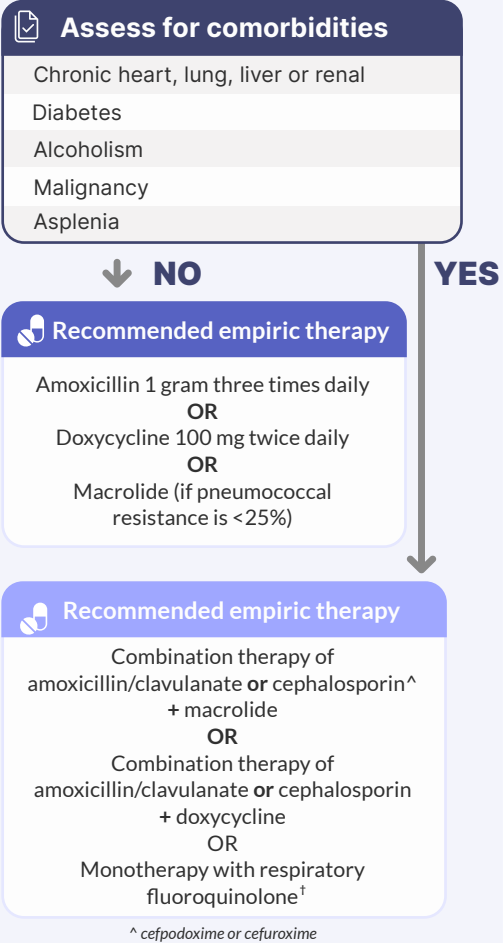 Assess for comorbidities
Chronic heart, lung, liver or renal
Diabetes
Alcoholism
Malignancy
Asplenia
NO
YES
Recommended empiric therapy
Amoxicillin 1 gram three times daily
OR
Doxycycline 100 mg twice daily
OR
Macrolide (if pneumococcal
resistance is <25%)
Recommended empiric therapy
Combination therapy of
amoxicillin/clavulanate or cephalosporin^
+ macrolide
OR
Combination therapy of
amoxicillin/clavulanate or cephalosporin
+ doxycycline
OR
Monotherapy with respiratory
fluoroquinolone†
^ cefpodoxime or cefuroxime